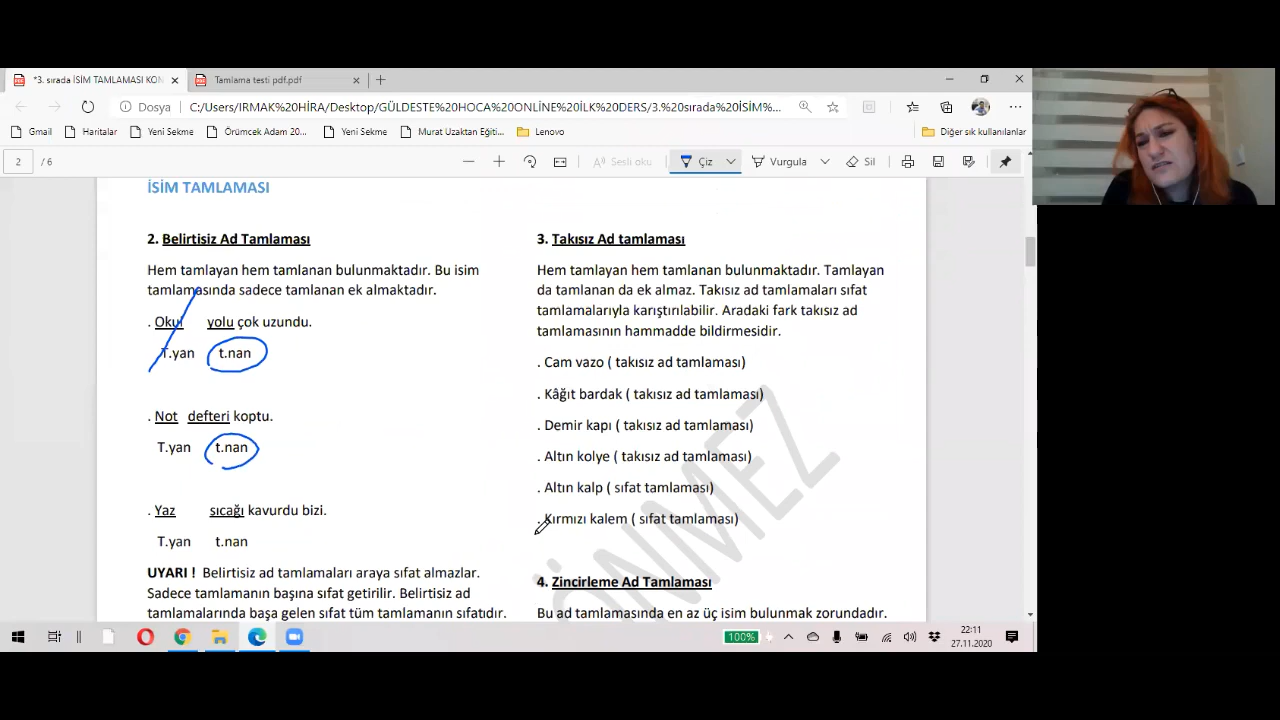 *3. sırada İSİM TAMLAMASI KON
Tamlama testi pdf.pdf
Dosya
C:/Users/IRMAK%20HİRA/Desktop/GÜLDESTE%20HOCA%20ONLİNE%20İLK%20DERS/3.%20sırada%20İSİM%...
Gmail
Haritalar
Yeni Sekme
Örümcek Adam 20...
Yeni Sekme
Murat Uzaktan Eğiti...
Lenovo
Diğer sık kullanılanlar
2 / 6
Sesli oku
Çiz
Vurgula
Sil
İSİM TAMLAMASI
2. Belirtisiz Ad Tamlaması
Hem tamlayan hem tamlanan bulunmaktadır. Bu isim
tamlamasında sadece tamlanan ek almaktadır.
. Okul yolu çok uzundu.
T.yan t.nan
. Not defteri koptu.
T.yan t.nan
. Yaz sıcağı kavurdu bizi.
T.yan t.nan
UYARI ! Belirtisiz ad tamlamaları araya sıfat almazlar.
Sadece tamlamanın başına sıfat getirilir. Belirtisiz ad
tamlamalarında başa gelen sıfat tüm tamlamanın sıfatıdır.
3. Takısız Ad tamlaması
Hem tamlayan hem tamlanan bulunmaktadır. Tamlayan
da tamlanan da ek almaz. Takısız ad tamlamaları sıfat
tamlamalarıyla karıştırılabilir. Aradaki fark takısız ad
tamlamasının hammadde bildirmesidir.
. Cam vazo ( takısız ad tamlaması)
. Kâğıt bardak ( takısız ad tamlaması)
. Demir kapı ( takısız ad tamlaması)
. Altın kolye ( takısız ad tamlaması)
. Altın kalp ( sıfat tamlaması)
. Kırmızı kalem ( sıfat tamlaması)
4. Zincirleme Ad Tamlaması
Bu ad tamlamasında en az üç isim bulunmak zorundadır.
ÖNMEZ
100%
22:11
27.11.2020